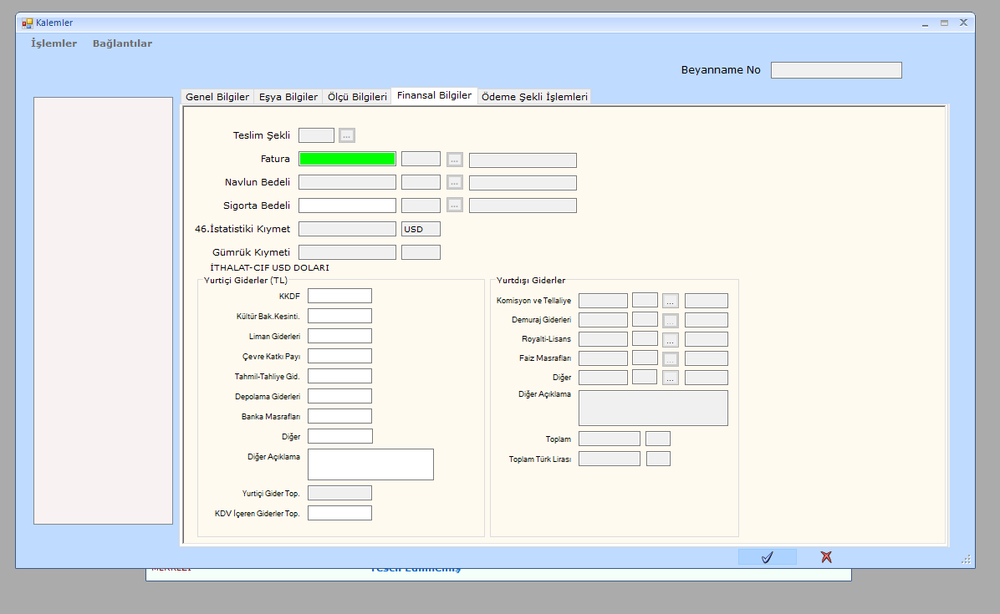 Kalemler
İşlemler Bağlantılar
Beyanname No
Genel Bilgiler Eşya Bilgiler Ölçü Bilgileri Finansal Bilgiler Ödeme Şekli İşlemleri
Teslim Şekli ...
Fatura ...
Navlun Bedeli ...
Sigorta Bedeli ...
46.İstatistiki Kıymet USD
Gümrük Kıymeti
İTHALAT-CIF USD DOLARI
Yurtiçi Giderler (TL)
KKDF
Kültür Bak.Kesinti.
Liman Giderleri
Çevre Katkı Payı
Tahmil-Tahliye Gid.
Depolama Giderleri
Banka Masrafları
Diğer
Diğer Açıklama
Yurtiçi Gider Top.
KDV İçeren Giderler Top.
Yurtdışı Giderler
Komisyon ve Tellaliye ...
Demuraj Giderleri ...
Royalti-Lisans ...
Faiz Masrafları ...
Diğer ...
Diğer Açıklama
Toplam
Toplam Türk Lirası
MERKEZİ Tescil Edilmemiş